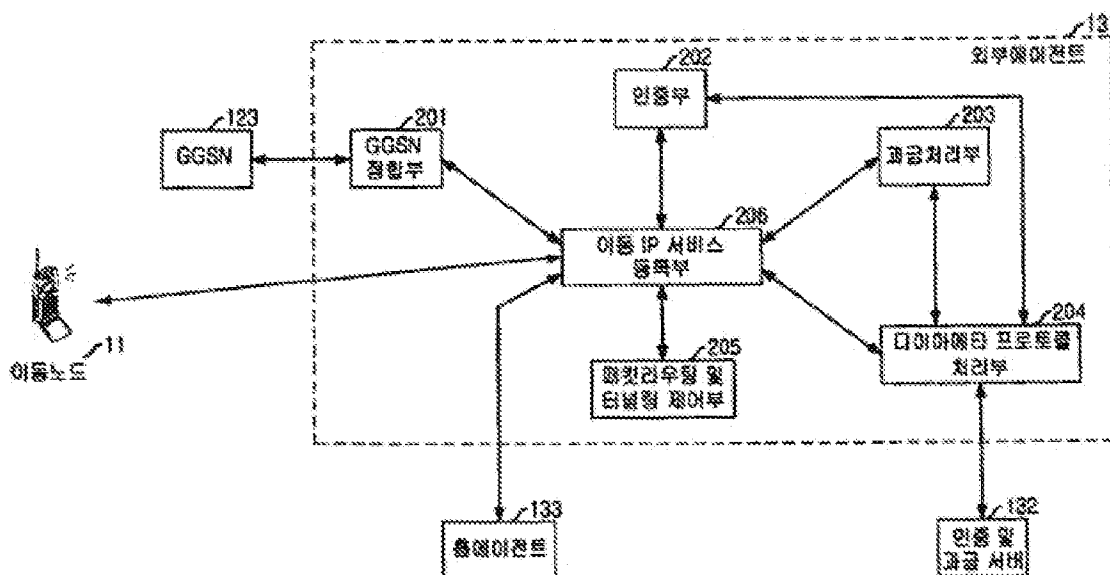 13
외부에이전트
202
인증부
123
GGSN
201
GGSN
정합부
203
과금처리부
206
이동 IP 서비스
등록부
11
이동노드
205
패킷라우팅 및
터널링 제어부
204
다이아메타 프로토콜
처리부
133
홈에이전트
132
인증 및
과금 서버